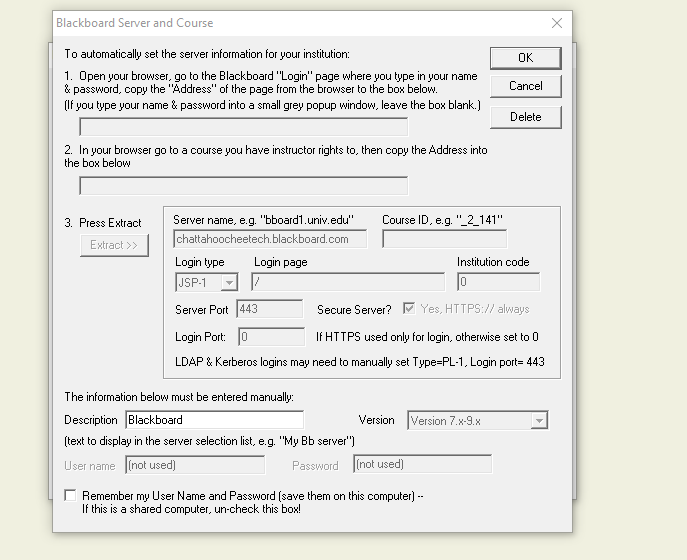 Blackboard Server and Course
To automatically set the server information for your institution:
OK
1. Open your browser, go to the Blackboard "Login" page where you type in your name
& password, copy the "Address" of the page from the browser to the box below.
Cancel
(If you type your name & password into a small grey popup window, leave the box blank.)
Delete
2. In your browser go to a course you have instructor rights to, then copy the Address into
the box below
3. Press Extract
Extract >>
Server name, e.g. "bboard1.univ.edu"
Course ID, e.g. "_2_141"
chattahoocheetech.blackboard.com
Login type
Login page
Institution code
JSP-1
/
0
Server Port
443
Secure Server?
Yes, HTTPS:// always
Login Port:
0
If HTTPS used only for login, otherwise set to 0
LDAP & Kerberos logins may need to manually set Type=PL-1, Login port= 443
The information below must be entered manually:
Description
Blackboard
Version
Version 7.x-9.x
(text to display in the server selection list, e.g. "My Bb server")
User name
(not used)
Password
(not used)
Remember my User Name and Password (save them on this computer) --
If this is a shared computer, un-check this box!